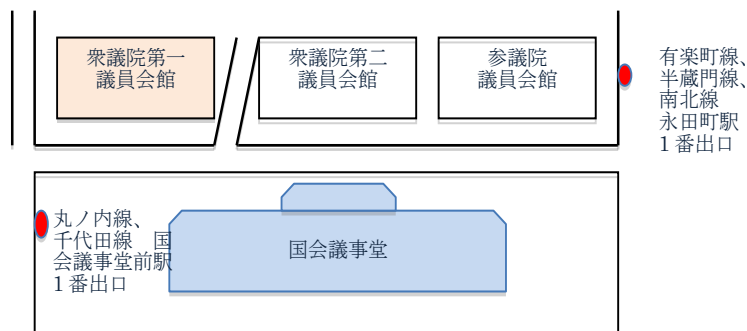 衆議院第一
議員会館
衆議院第二
議員会館
参議院
議員会館
有楽町線、
半蔵門線、
南北線
永田町駅
１番出口
丸ノ内線、
千代田線　国
会議事堂前駅
１番出口
国会議事堂